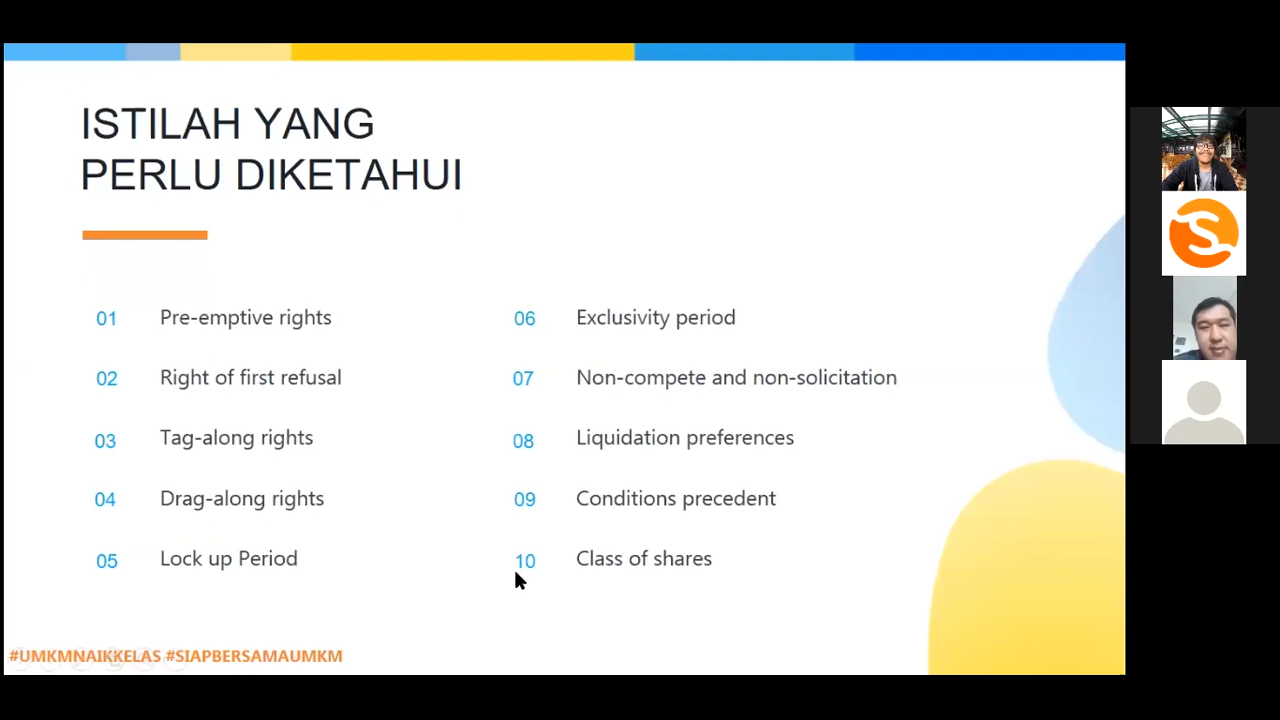 ISTILAH YANG
PERLU DIKETAHUI
01 Pre-emptive rights
02 Right of first refusal
03 Tag-along rights
04 Drag-along rights
05 Lock up Period
06 Exclusivity period
07 Non-compete and non-solicitation
08 Liquidation preferences
09 Conditions precedent
10 Class of shares
#UMKMNAIKKELAS #SIAPBERSAMAUMKM
S